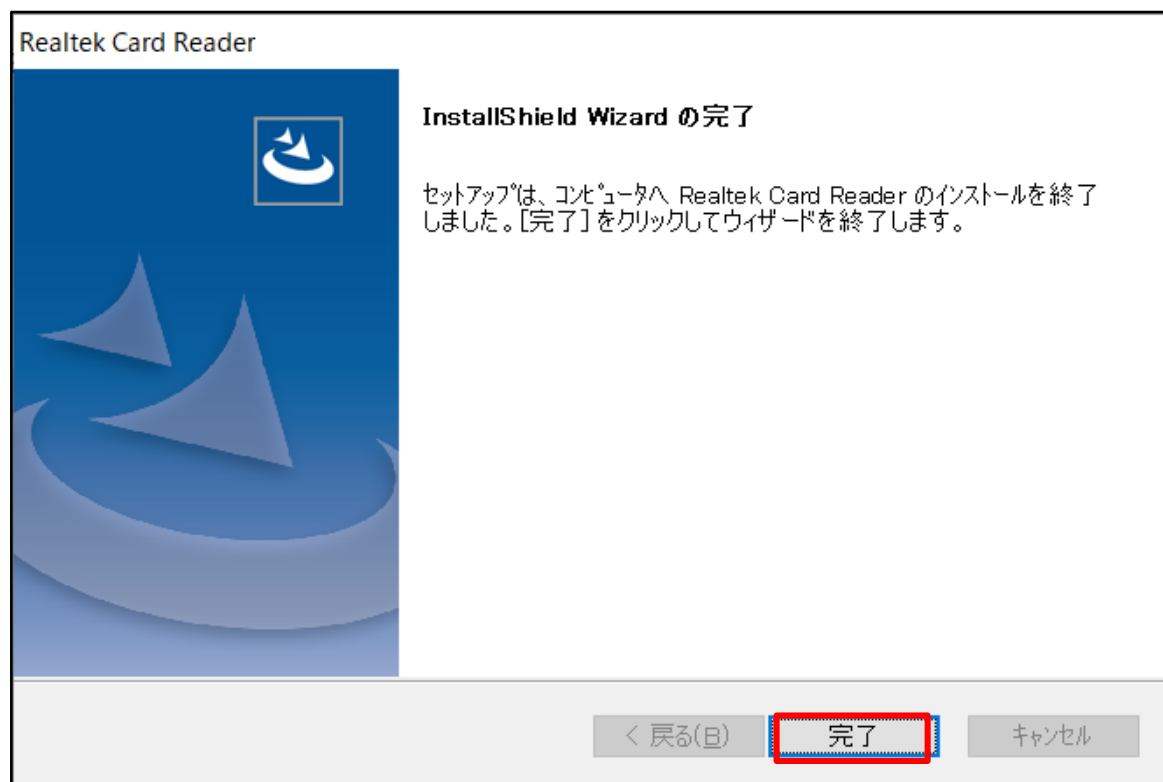 Realtek Card Reader
InstallShield Wizard の完了
セットアップは、コンピュータへ Realtek Card Reader のインストールを終了
しました。[完了] をクリックしてウィザードを終了します。
< 戻る(B)
完了
キャンセル